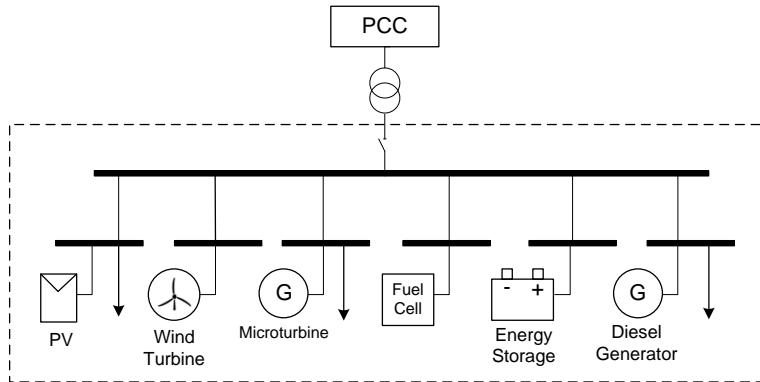 PCC
G
Fuel
Cell
- +
G
PV
Wind
Turbine
Microturbine
Energy
Storage
Diesel
Generator